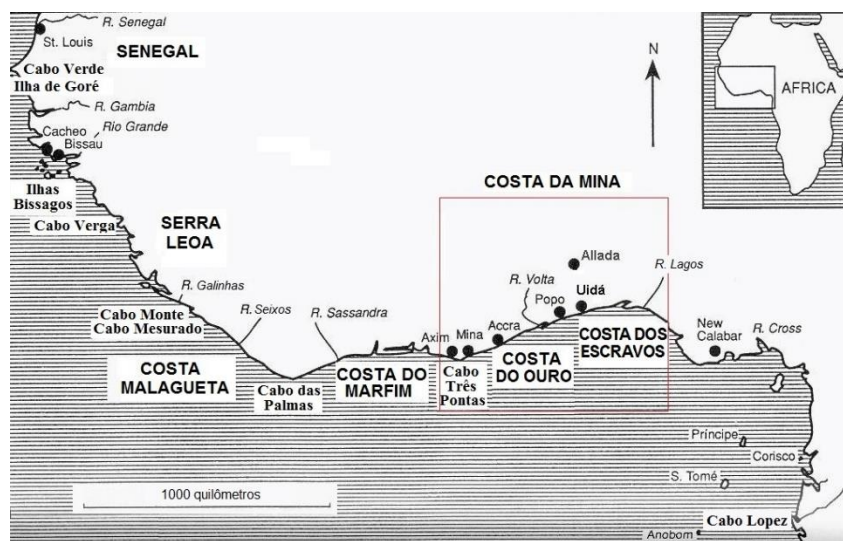 R. Senegal
St. Louis
SENEGAL
Cabo Verde
Ilha de Goré
R. Gambia
Cacheo
Rio Grande
Bissau
Ilhas
Bissagos
Cabo Verga
SERRA
LEOA
R. Galinhas
Cabo Monte
Cabo Mesurado
R. Seixos
COSTA
MALAGUETA
Cabo das
Palmas
R. Sassandra
COSTA DO
MARFIM
N
AFRICA
COSTA DA MINA
Allada
R. Volta
R. Lagos
Popo
Uidá
Axim
Mina
Accra
Cabo
Três
Pontas
COSTA
DO OURO
COSTA DOS
ESCRAVOS
New
Calabar
R. Cross
Príncipe
Corisco
S. Tomé
Cabo Lopez
Anobom
1000 quilômetros